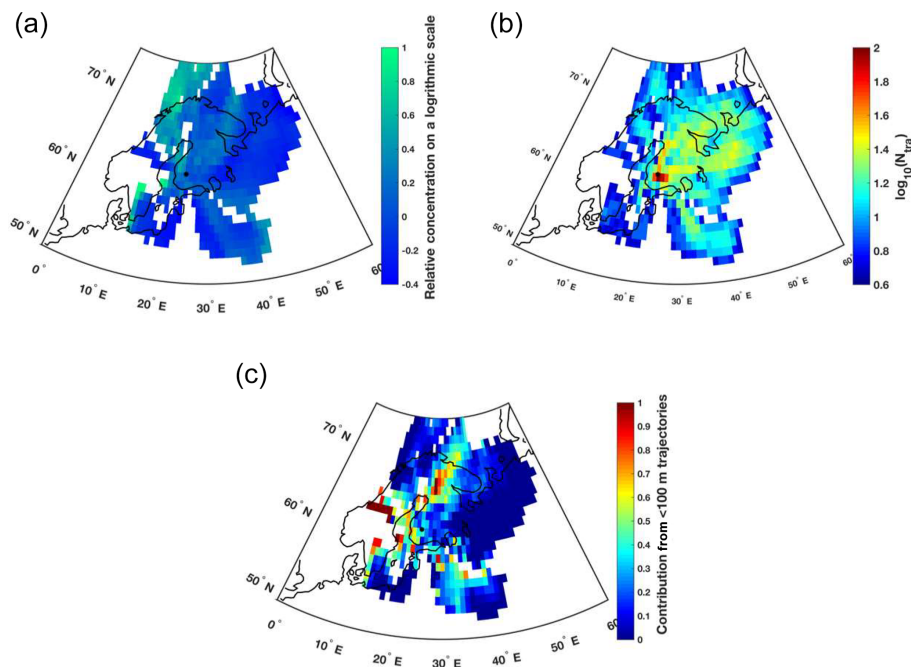 (a)
70° N
60° N
50° N
0°
10° E
20° E
30° E
40° E
50° E
60
1
0.8
0.6
0.4
0.2
0
-0.2
-0.4
Relative concentration on a logrithmic scale
(b)
70° N
60° N
50° N
0°
10° E
20° E
30° E
40° E
50° E
60
2
1.8
1.6
1.4
1.2
1
0.8
0.6
log10(Ntra)
(c)
70° N
60° N
50° N
0°
10° E
20° E
30° E
40° E
50° E
60
1
0.9
0.8
0.7
0.6
0.5
0.4
0.3
0.2
0.1
0
Contribution from <100 m trajectories